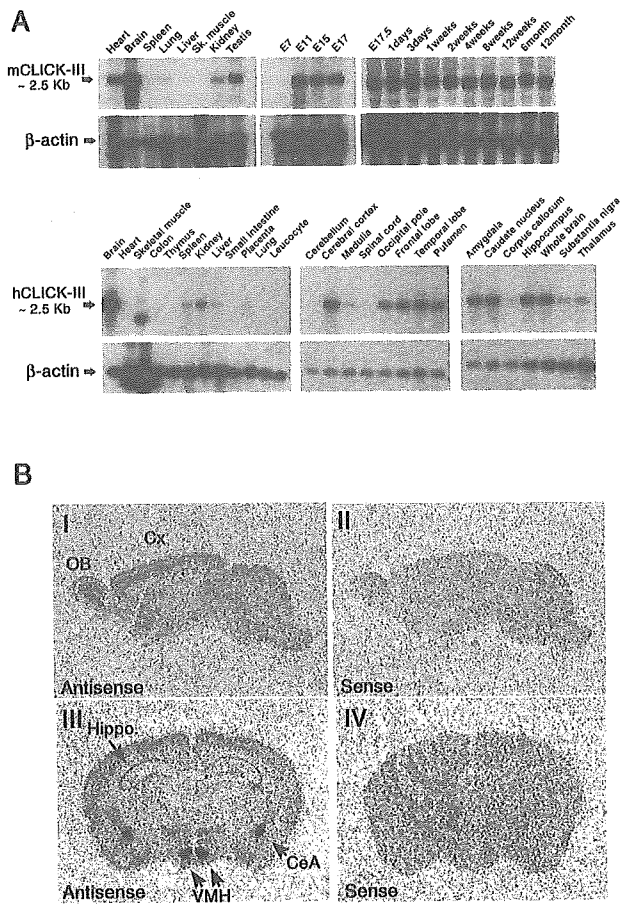 A
Heart Brain Spleen Lung Liver Sk. muscle Kidney Testis
E7 E11 E15 E17
E17.5 1days 3days 1weeks 2weeks 4weeks 8weeks 12weeks 6month 12month
mCLICK-III
~ 2.5 Kb
β-actin
Brain Heart Skeletal muscle Colon Thymus Spleen Kidney Liver Small intestine Placenta Lung Leucocyte
Cerebellum Cerebral cortex Medulla Spinal cord Occipital pole Frontal lobe Temporal lobe Putamen
Amygdala Caudate nucleus Corpus callosum Hippocumpus Whole brain Substantila nigra Thalamus
hCLICK-III
~ 2.5 Kb
β-actin
B
I
Cx
OB
Antisense
II
Sense
III
Hippo
CeA
VMH
Antisense
IV
Sense